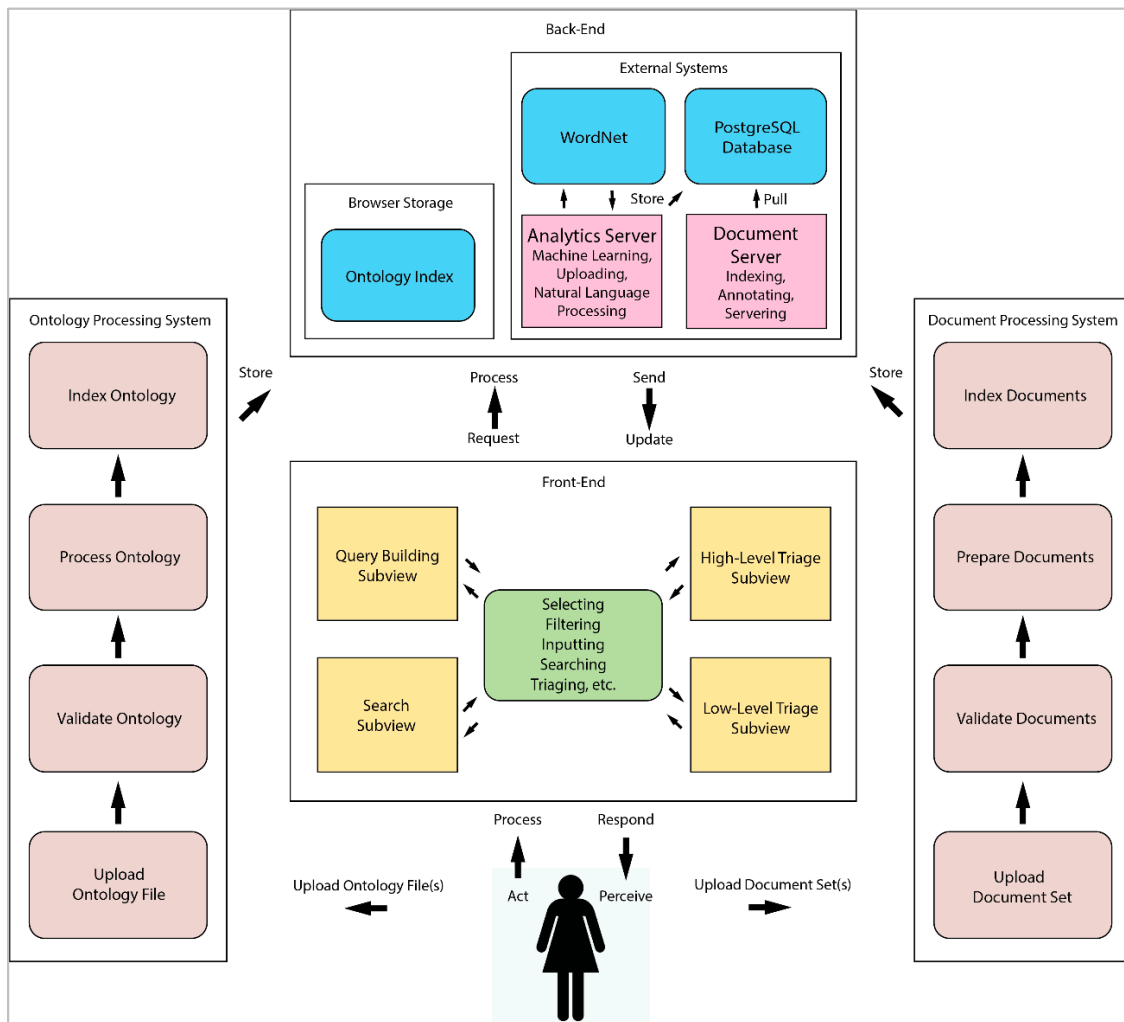 Back-End
External Systems
WordNet
PostgreSQL
Database
Store
Pull
Browser Storage
Ontology Index
Analytics Server
Machine Learning,
Uploading,
Natural Language
Processing
Document
Server
Indexing,
Annotating,
Servering
Ontology Processing System
Index Ontology
Process Ontology
Validate Ontology
Upload
Ontology File
Store
Process
Request
Send
Update
Store
Document Processing System
Index Documents
Prepare Documents
Validate Documents
Upload
Document Set
Front-End
Query Building
Subview
High-Level Triage
Subview
Selecting
Filtering
Inputting
Searching
Triaging, etc.
Search
Subview
Low-Level Triage
Subview
Process
Respond
Act
Perceive
Upload Ontology File(s)
Upload Document Set(s)